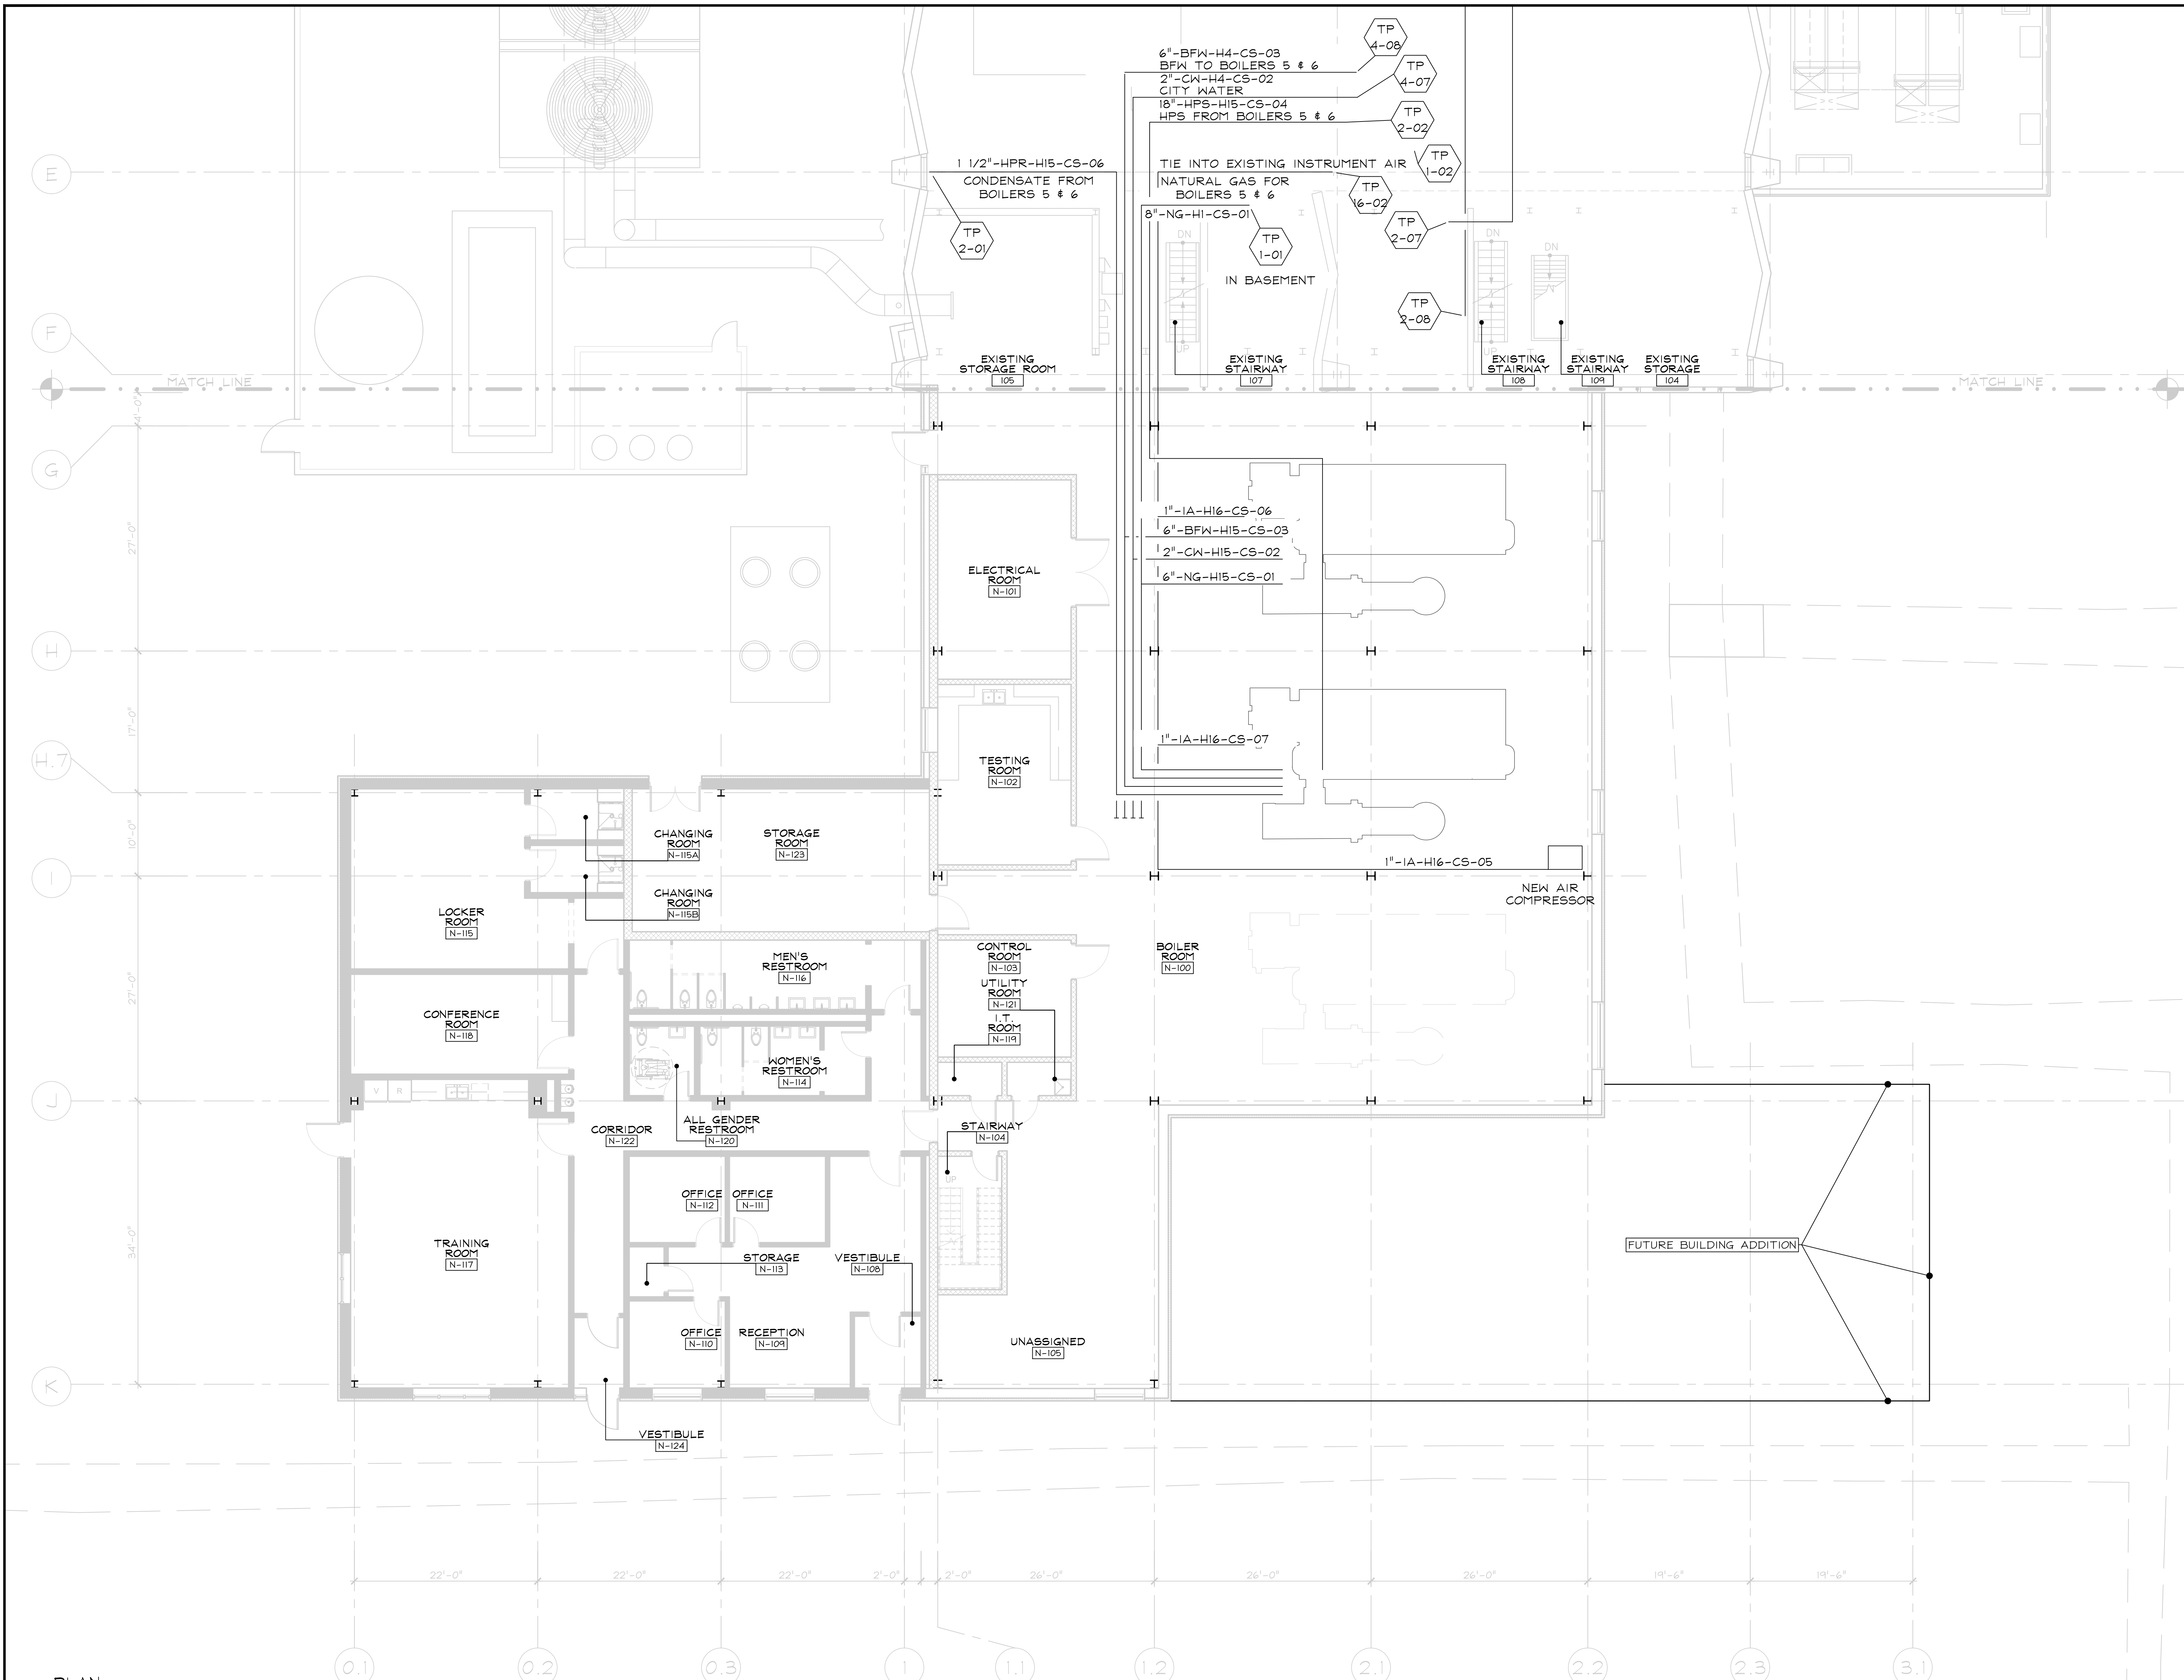 6"-BFW-H4-CS-03
BFW TO BOILERS 5 & 6
2"-CW-H4-CS-02
CITY WATER
18"-HPS-H15-CS-04
HPS FROM BOILERS 5 & 6
TP
4-08
TP
4-07
TP
2-02
TP
1-02
1 1/2"-HPR-H15-CS-06
CONDENSATE FROM
BOILERS 5 & 6
TIE INTO EXISTING INSTRUMENT AIR
NATURAL GAS FOR
BOILERS 5 & 6
8"-NG-H1-CS-01
TP
16-02
TP
2-01
TP
1-01
TP
2-07
TP
2-08
IN BASEMENT
DN
UP
DN
UP
DN
E
F
G
H
H.7
I
J
K
MATCH LINE
MATCH LINE
EXISTING
STORAGE ROOM
105
EXISTING
STAIRWAY
107
EXISTING
STAIRWAY
108
EXISTING
STAIRWAY
109
EXISTING
STORAGE
104
4'-0"
27'-0"
17'-0"
10'-0"
27'-0"
34'-0"
1"-IA-H16-CS-06
6"-BFW-H15-CS-03
2"-CW-H15-CS-02
6"-NG-H15-CS-01
ELECTRICAL
ROOM
N-101
1"-IA-H16-CS-07
TESTING
ROOM
N-102
CHANGING
ROOM
N-115A
STORAGE
ROOM
N-123
1"-IA-H16-CS-05
NEW AIR
COMPRESSOR
CHANGING
ROOM
N-115B
LOCKER
ROOM
N-115
MEN'S
RESTROOM
N-116
CONTROL
ROOM
N-103
BOILER
ROOM
N-100
UTILITY
ROOM
N-121
I.T.
ROOM
N-119
CONFERENCE
ROOM
N-118
WOMEN'S
RESTROOM
N-114
V
R
CORRIDOR
N-122
ALL GENDER
RESTROOM
N-120
STAIRWAY
N-104
UP
OFFICE
N-112
OFFICE
N-111
TRAINING
ROOM
N-117
STORAGE
N-113
VESTIBULE
N-108
FUTURE BUILDING ADDITION
OFFICE
N-110
RECEPTION
N-109
UNASSIGNED
N-105
VESTIBULE
N-124
22'-0"
22'-0"
22'-0"
2'-0"
2'-0"
26'-0"
26'-0"
26'-0"
19'-6"
19'-6"
0.1
0.2
0.3
1
1.1
1.2
2.1
2.2
2.3
3.1
PLAN